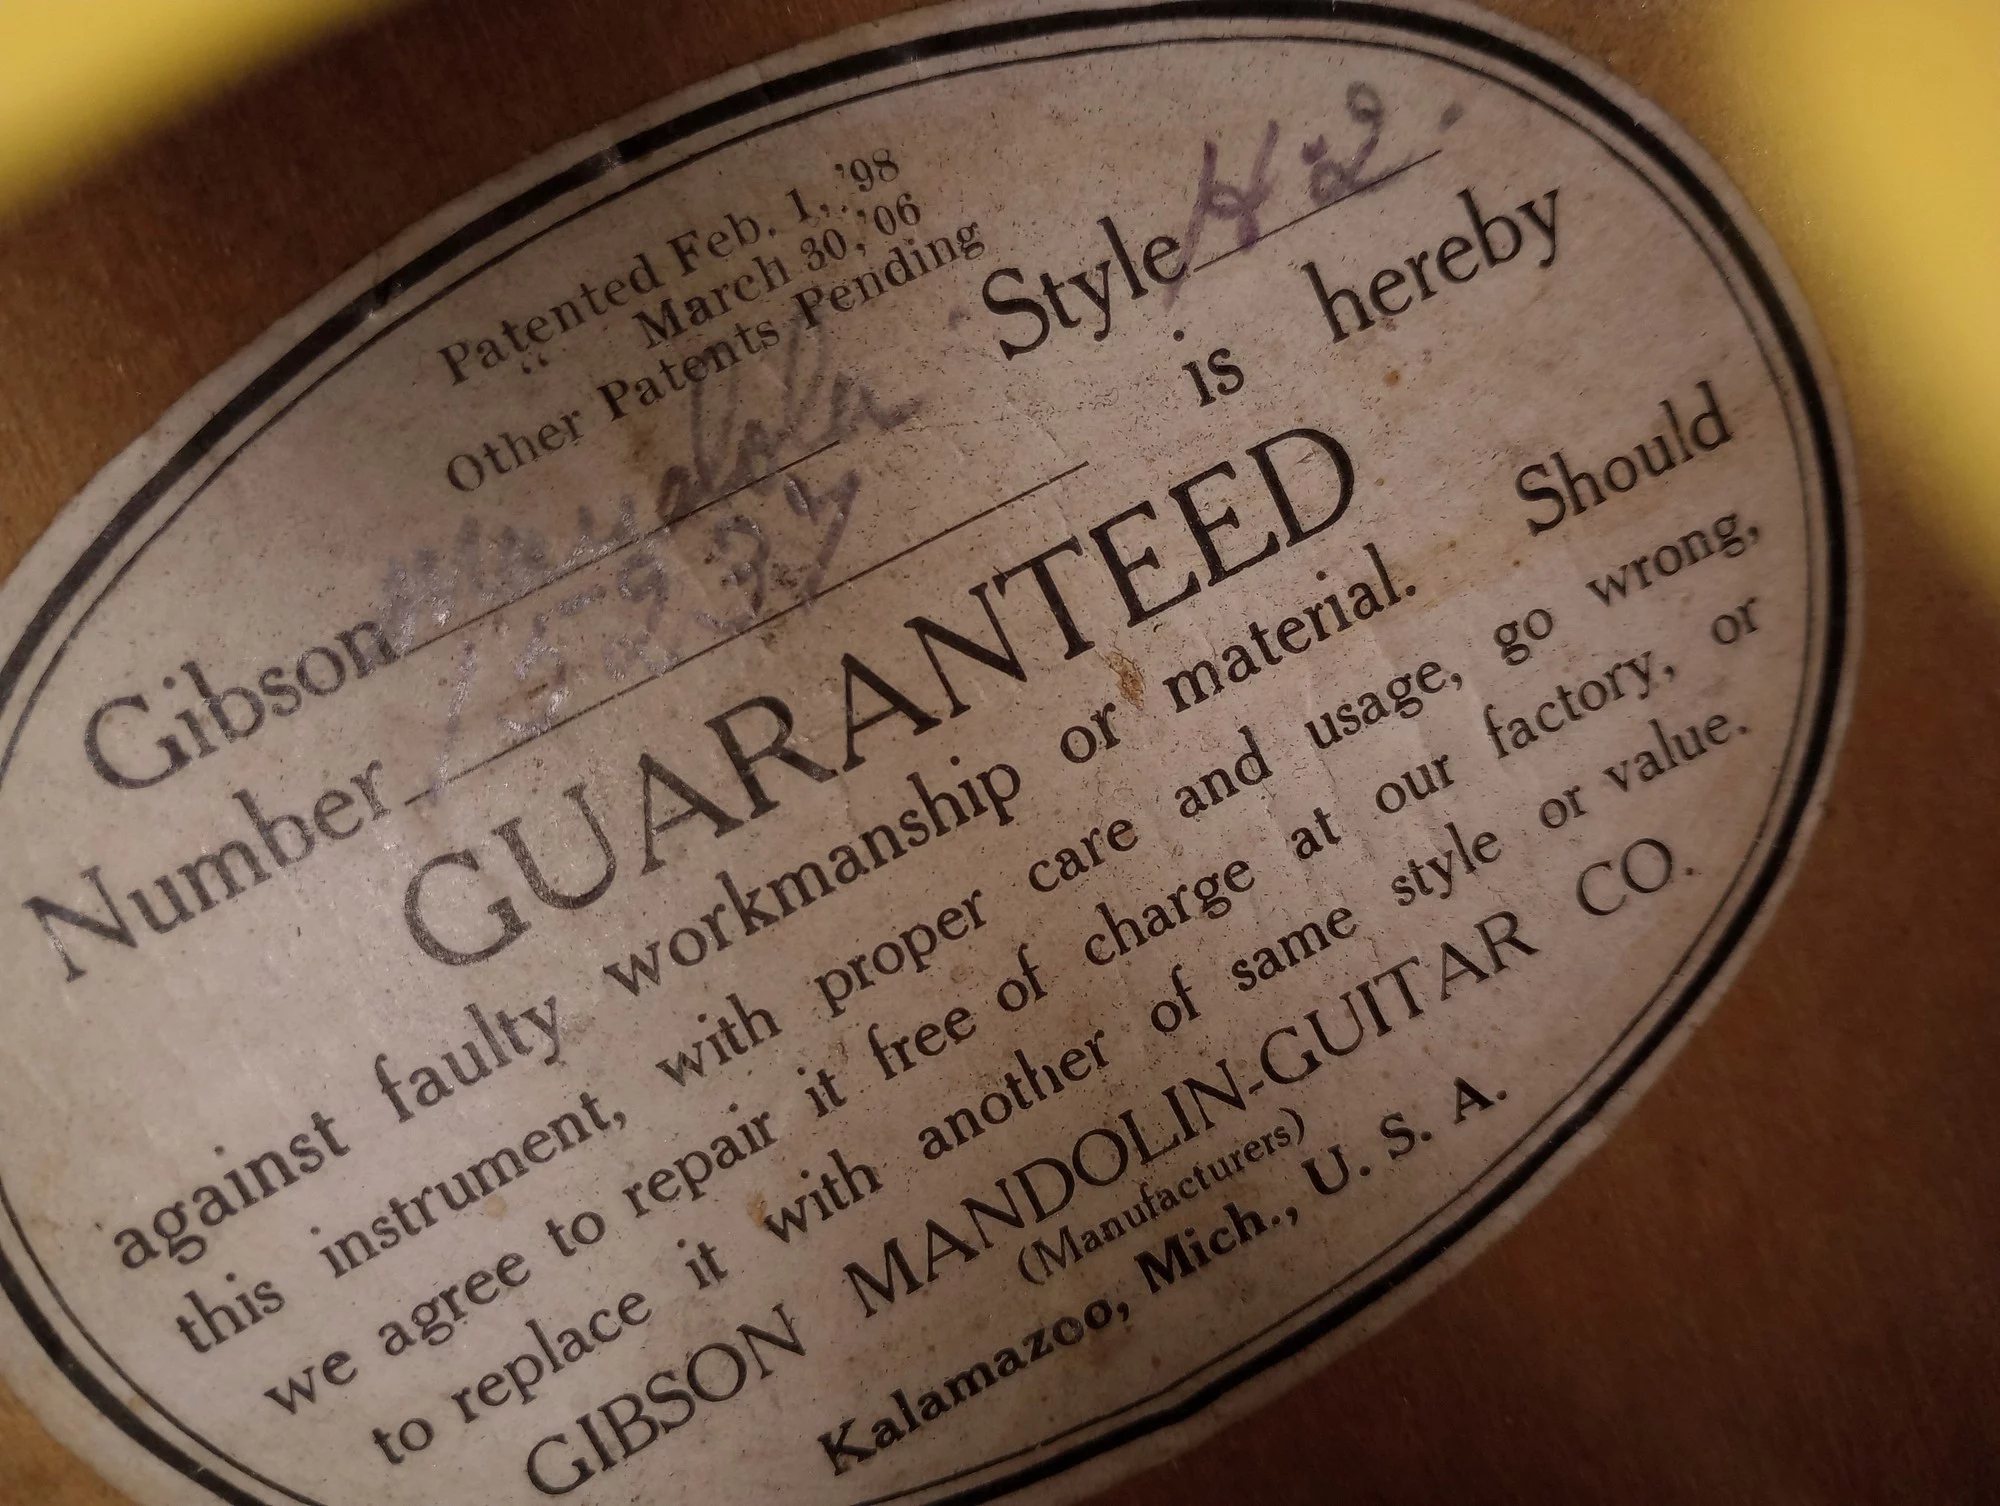 Patented Feb. 1, '98
" March 30, '06
Other Patents Pending
Gibson Mandola Style H2.
Number is hereby
GUARANTEED
against faulty workmanship or material. Should
this instrument, with proper care and usage, go wrong,
we agree to repair it free of charge at our factory, or
to replace it with another of same style or value.
GIBSON MANDOLIN-GUITAR CO.
(Manufacturers)
Kalamazoo, Mich., U. S. A.